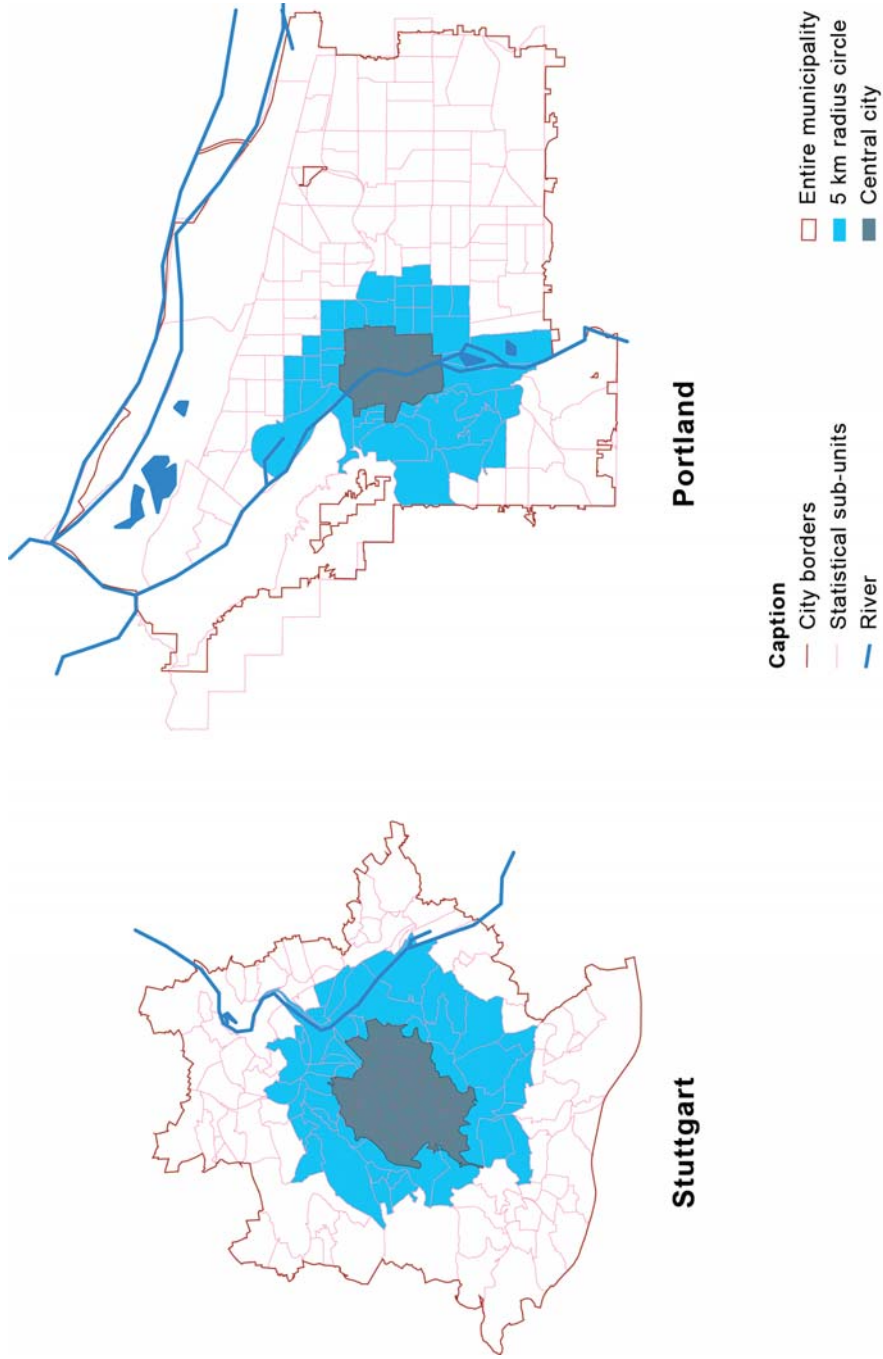 Stuttgart
Portland
Caption
City borders
Statistical sub-units
River
Entire municipality
5 km radius circle
Central city